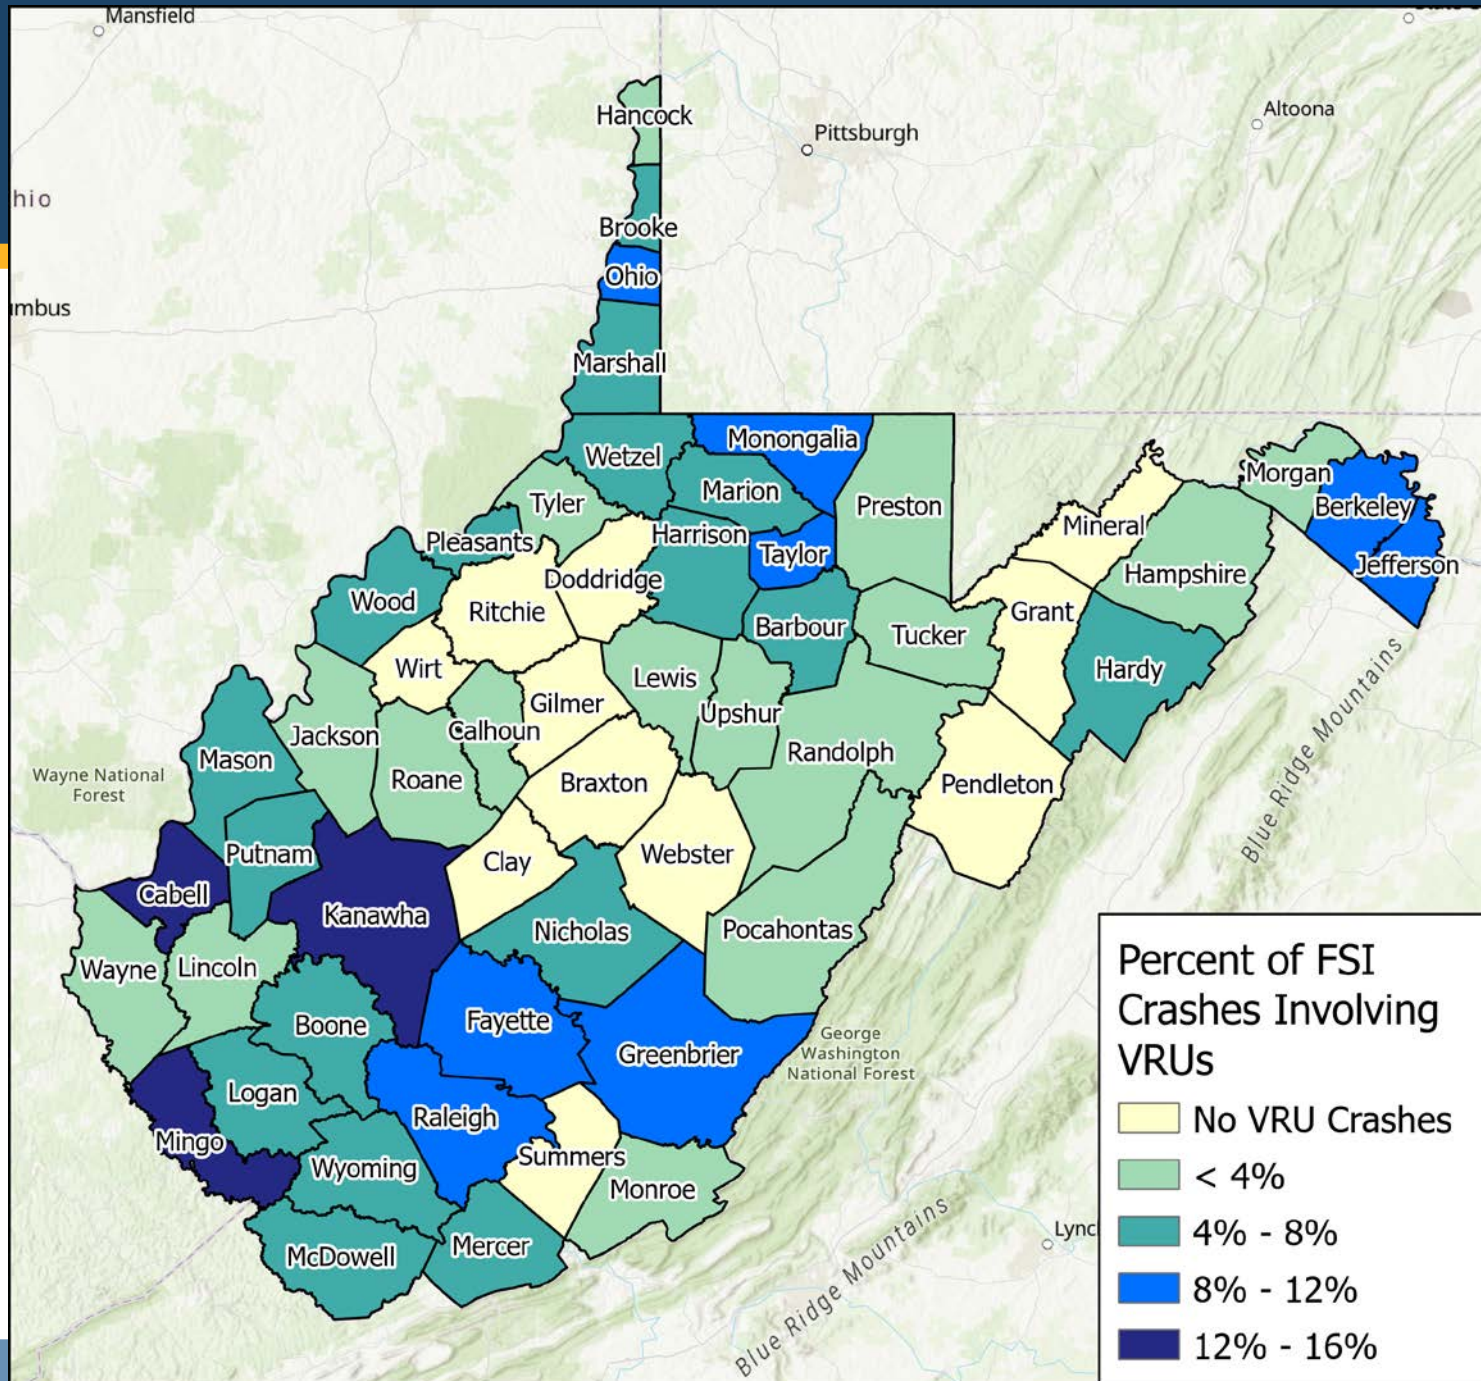 Mansfield
Hancock
Altoona
Pittsburgh
hio
Brooke
Ohio
umbus
Marshall
Monongalia
Wetzel
Morgan
Marion
Tyler
Preston
Berkeley
Mineral
Harrison
Pleasants
Taylor
Jefferson
Doddridge
Hampshire
Wood
Ritchie
Grant
Barbour
Tucker
Wirt
Hardy
Lewis
Gilmer
Upshur
Calhoun
Jackson
Randolph
Mason
Roane
Wayne National
Forest
Braxton
Pendleton
Blue Ridge Mountains
Putnam
Clay
Webster
Cabell
Kanawha
Nicholas
Pocahontas
Wayne
Lincoln
Boone
Fayette
George
Washington
National Forest
Greenbrier
Logan
Raleigh
Mingo
Summers
Wyoming
Monroe
Lync
McDowell
Mercer
Blue Ridge Mountains
Percent of FSI
Crashes Involving
VRUs
No VRU Crashes
< 4%
4% - 8%
8% - 12%
12% - 16%